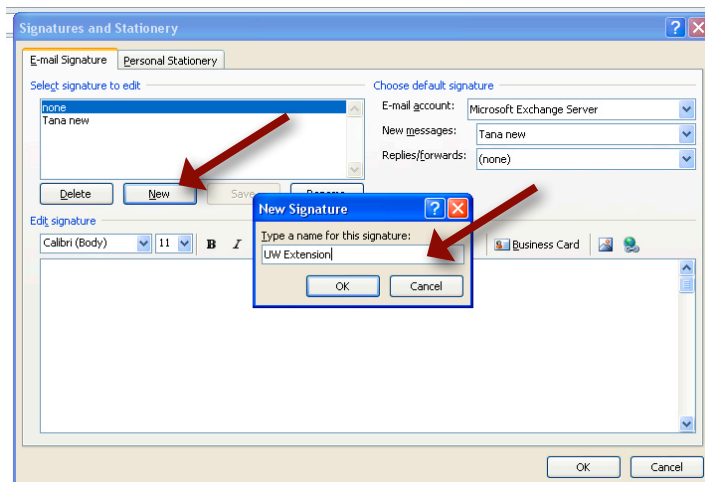 Signatures and Stationery
E-mail Signature Personal Stationery
Select signature to edit Choose default signature
none
Tana new
E-mail account: Microsoft Exchange Server
New messages: Tana new
Replies/forwards: (none)
Delete New Save Rename
New Signature
Edit signature
Type a name for this signature:
Calibri (Body) 11 B I Business Card
UW Extension
OK Cancel
OK Cancel